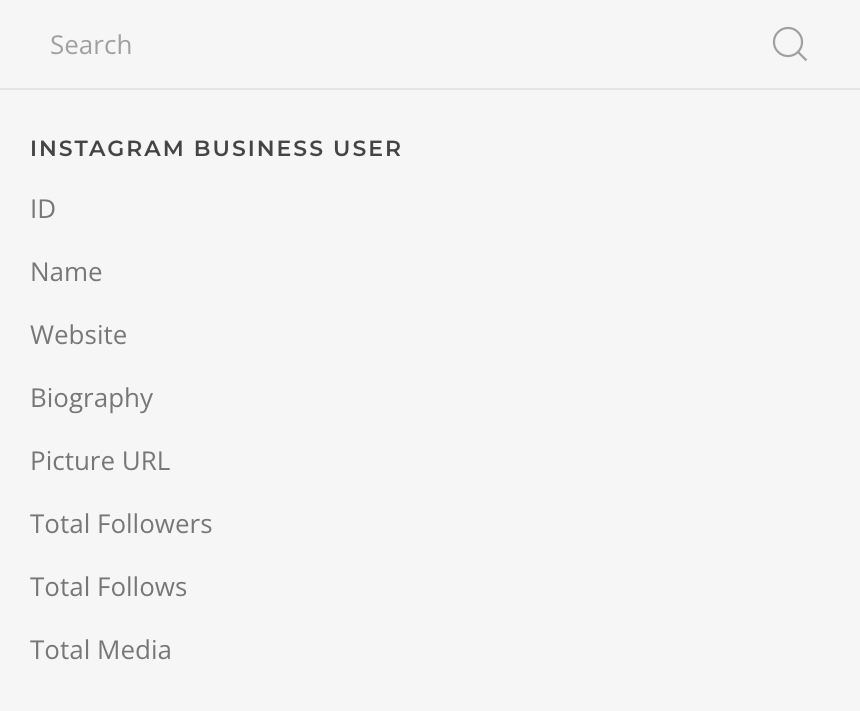 Search
INSTAGRAM BUSINESS USER
ID
Name
Website
Biography
Picture URL
Total Followers
Total Follows
Total Media